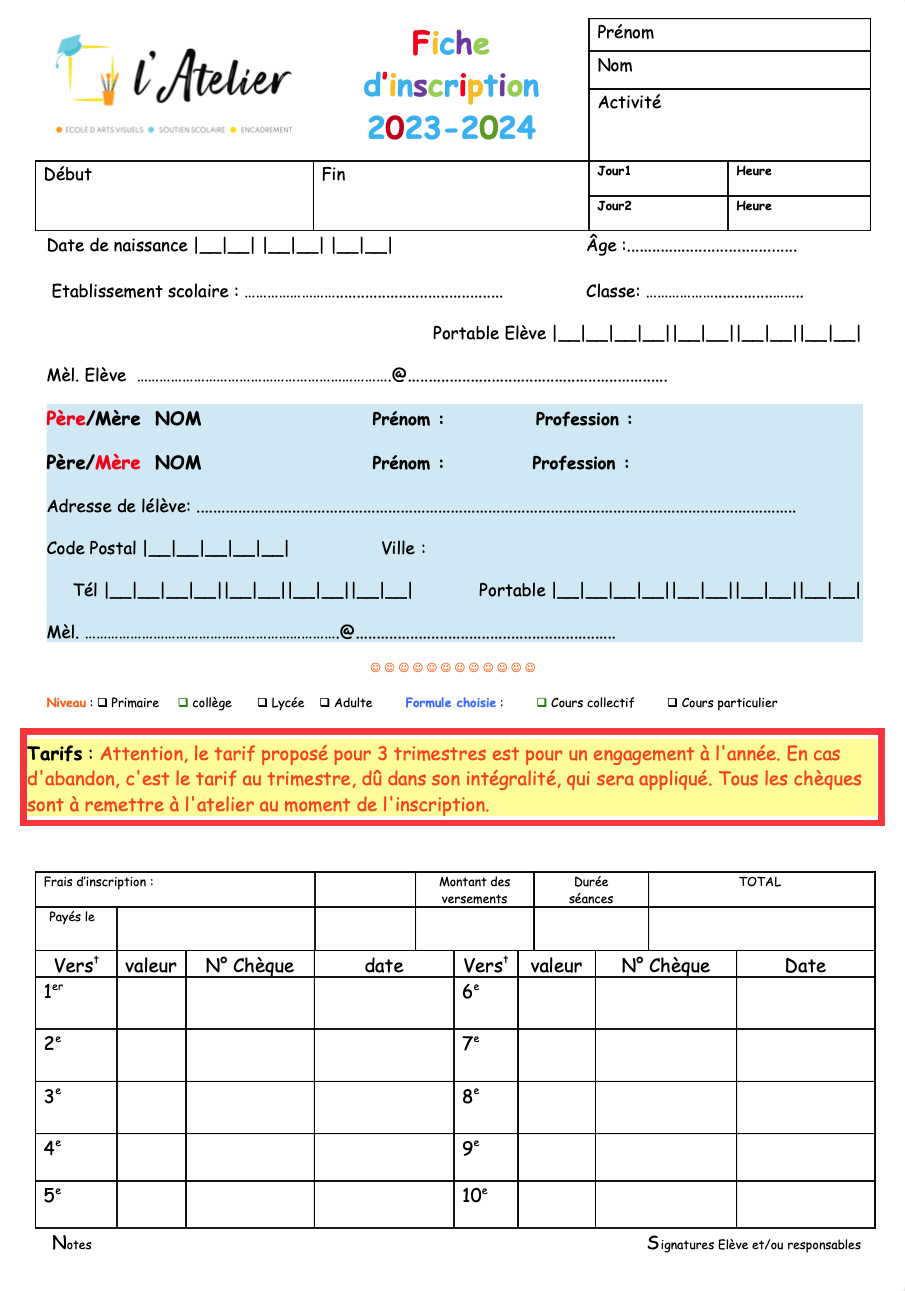 l'Atelier
ECOLE D'ARTS VISUELS SOUTIEN SCOLAIRE ENCADREMENT
Fiche
d'inscription
2023-2024
Prénom
Nom
Activité
Début Fin Jour1 Heure
Jour2 Heure
Date de naissance |__|__| |__|__| |__|__| Âge :.......................................
Etablissement scolaire : .............................................................. Classe: .....................................
Portable Elève |__|__|__|__||__|__||__|__||__|__|
Mèl. Elève ..............................................................@..............................................................
Père/Mère NOM Prénom : Profession :
Père/Mère NOM Prénom : Profession :
Adresse de lélève: ................................................................................................................................................
Code Postal |__|__|__|__|__| Ville :
Tél |__|__|__|__||__|__||__|__||__|__| Portable |__|__|__|__||__|__||__|__||__|__|
Mèl. ..............................................................@..............................................................
☺☺☺☺☺☺☺☺☺☺☺☺
Niveau : ❑ Primaire ❑ collège ❑ Lycée ❑ Adulte Formule choisie : ❑ Cours collectif ❑ Cours particulier
Tarifs : Attention, le tarif proposé pour 3 trimestres est pour un engagement à l'année. En cas
d'abandon, c'est le tarif au trimestre, dû dans son intégralité, qui sera appliqué. Tous les chèques
sont à remettre à l'atelier au moment de l'inscription.
Frais d'inscription : Montant des versements Durée séances TOTAL
Payés le
Vers† valeur N° Chèque date Vers† valeur N° Chèque Date
1er 6e
2e 7e
3e 8e
4e 9e
5e 10e
Notes Signatures Elève et/ou responsables